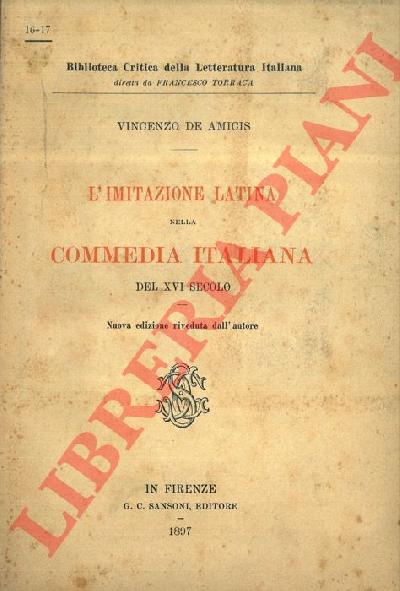 16-17
Biblioteca Critica della Letteratura Italiana
diretta da FRANCESCO TORRACA
VINCENZO DE AMICIS
L'IMITAZIONE LATINA
NELLA
COMMEDIA ITALIANA
DEL XVI SECOLO
Nuova edizione riveduta dall'autore
IN FIRENZE
G. C. SANSONI, EDITORE
1897
LIBRERIA PIANI